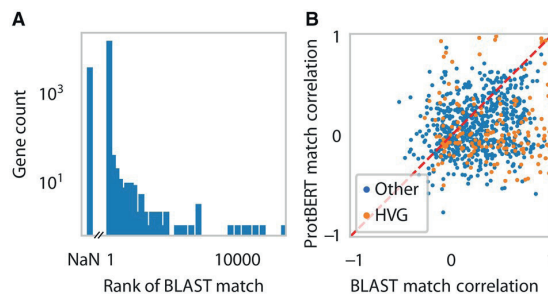 A
Gene count
10³
10¹
NaN 1 10000
Rank of BLAST match
B
ProtBERT match correlation
1
0
−1
Other
HVG
−1 0
BLAST match correlation